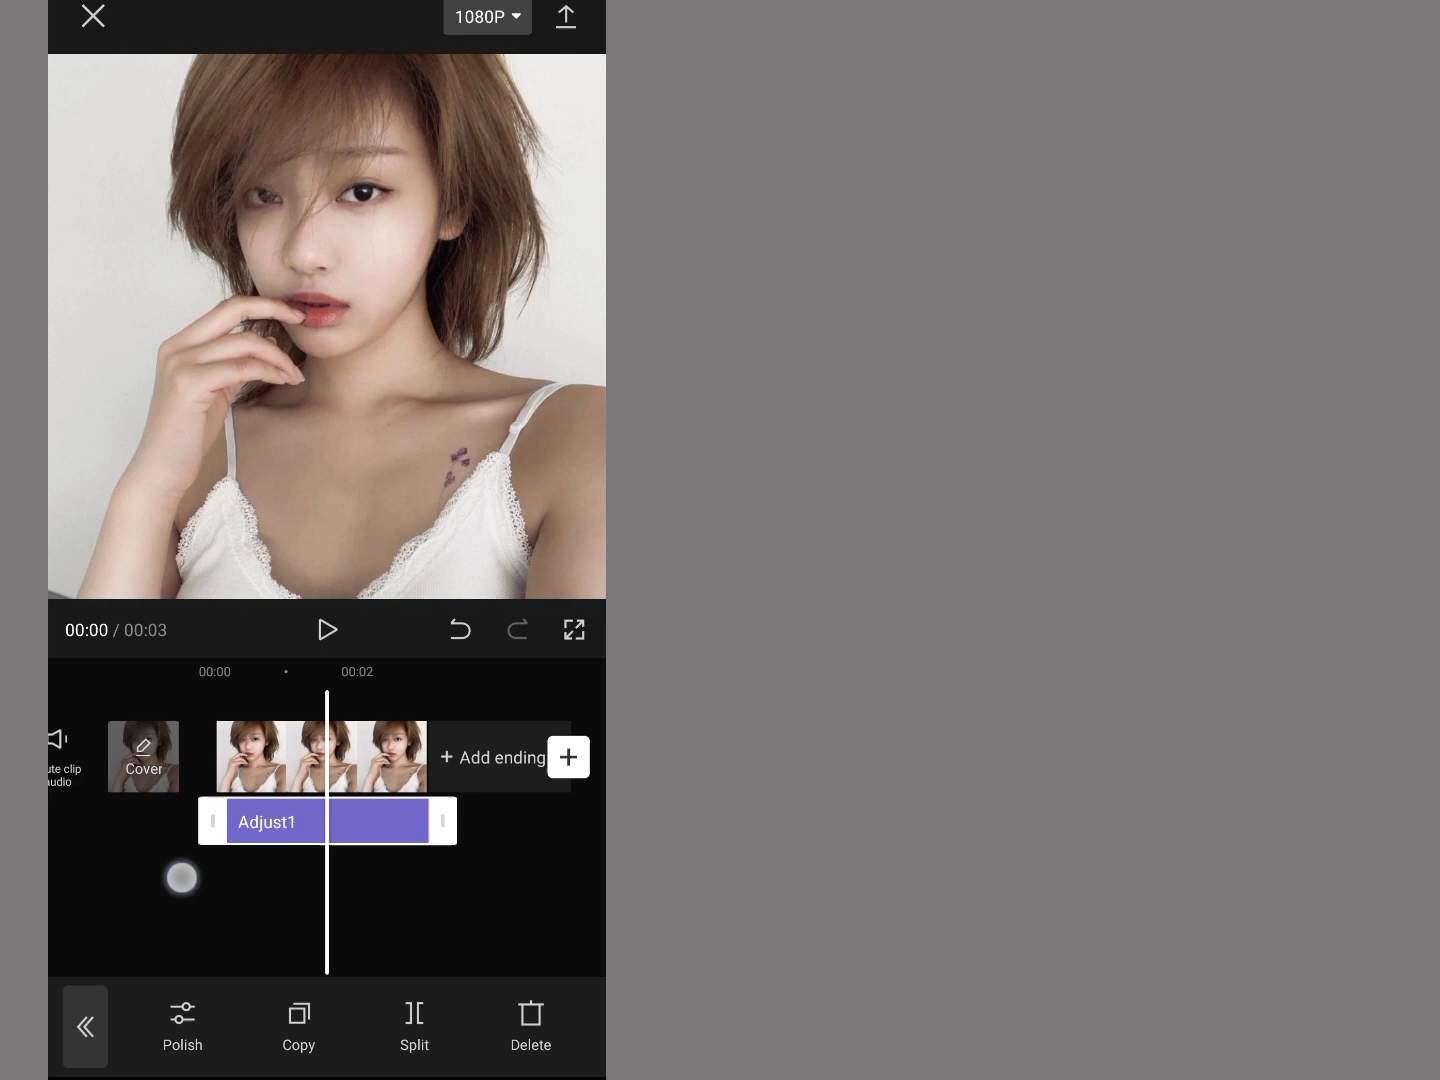 1080P
00:00 / 00:03
00:00
00:02
ute clip
udio
Cover
+ Add ending
Adjust1
Polish
Copy
Split
Delete